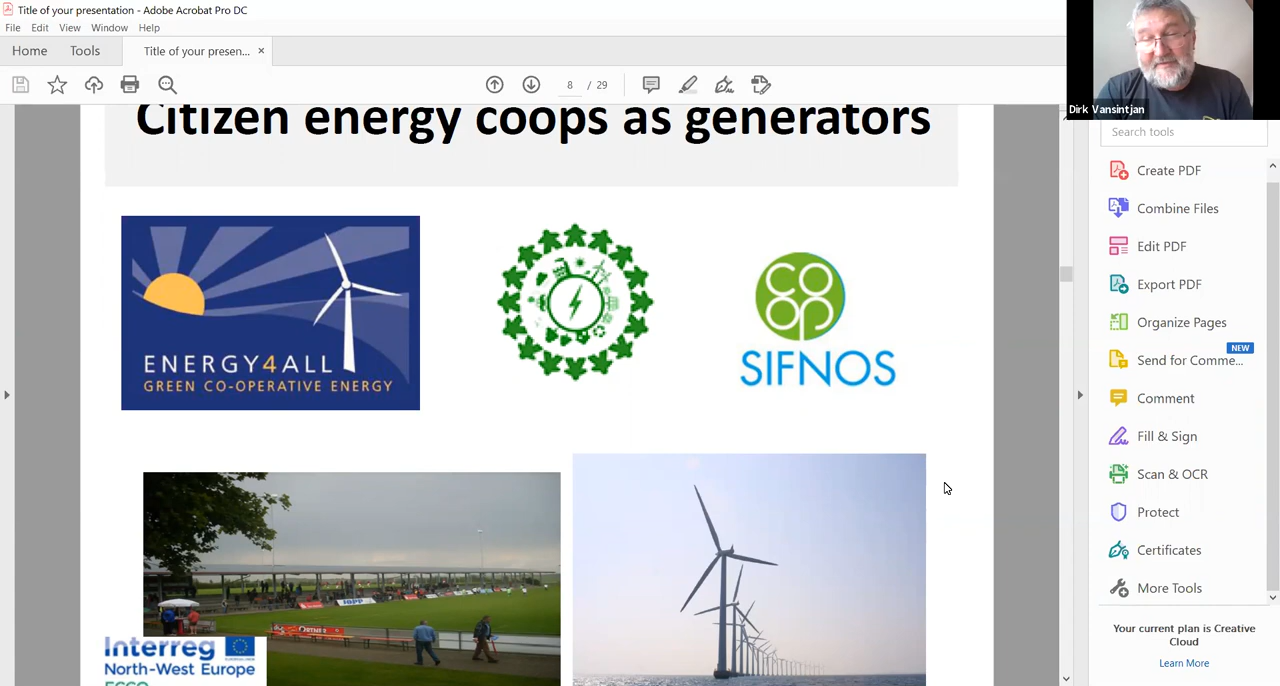 Title of your presentation - Adobe Acrobat Pro DC
File Edit View Window Help
Home Tools Title of your presen... ×
8 / 29
Dirk Vansintjan
Citizen energy coops as generators
ENERGY4ALL
GREEN CO-OPERATIVE ENERGY
COOP
SIFNOS
Interreg
North-West Europe
ECCO
Search tools
Create PDF
Combine Files
Edit PDF
Export PDF
Organize Pages
NEW
Send for Comme...
Comment
Fill & Sign
Scan & OCR
Protect
Certificates
More Tools
Your current plan is Creative
Cloud
Learn More